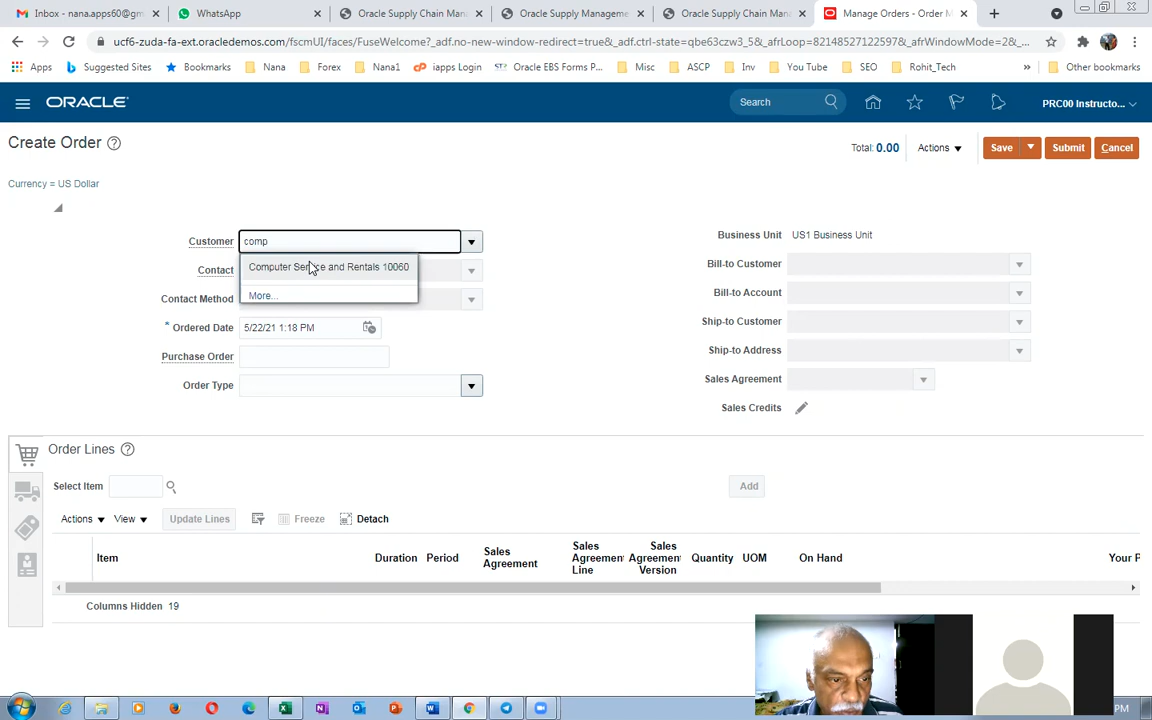 Inbox - nana.apps60@gm
WhatsApp
Oracle Supply Chain Mana
Oracle Supply Manageme
Oracle Supply Chain Mana
Manage Orders - Order M
ucf6-zuda-fa-ext.oracledemos.com/fscmUI/faces/FuseWelcome?_adf.no-new-window-redirect=true&_adf.ctrl-state=qbe63czw3_5&_afrLoop=82148527122597&_afrWindowMode=2&_...
Apps
Suggested Sites
Bookmarks
Nana
Forex
Nana1
iapps Login
Oracle EBS Forms P...
Misc
ASCP
Inv
You Tube
SEO
Rohit_Tech
Other bookmarks
ORACLE
Search
PRC00 Instructo...
Create Order
Total: 0.00
Actions
Save
Submit
Cancel
Currency = US Dollar
Customer comp
Computer Service and Rentals 10060
More...
Contact
Contact Method
* Ordered Date 5/22/21 1:18 PM
Purchase Order
Order Type
Business Unit US1 Business Unit
Bill-to Customer
Bill-to Account
Ship-to Customer
Ship-to Address
Sales Agreement
Sales Credits
Order Lines
Select Item
Add
Actions
View
Update Lines
Freeze
Detach
Item
Duration
Period
Sales Agreement
Sales Agreement Line
Sales Agreement Version
Quantity
UOM
On Hand
Your P
Columns Hidden 19
PM